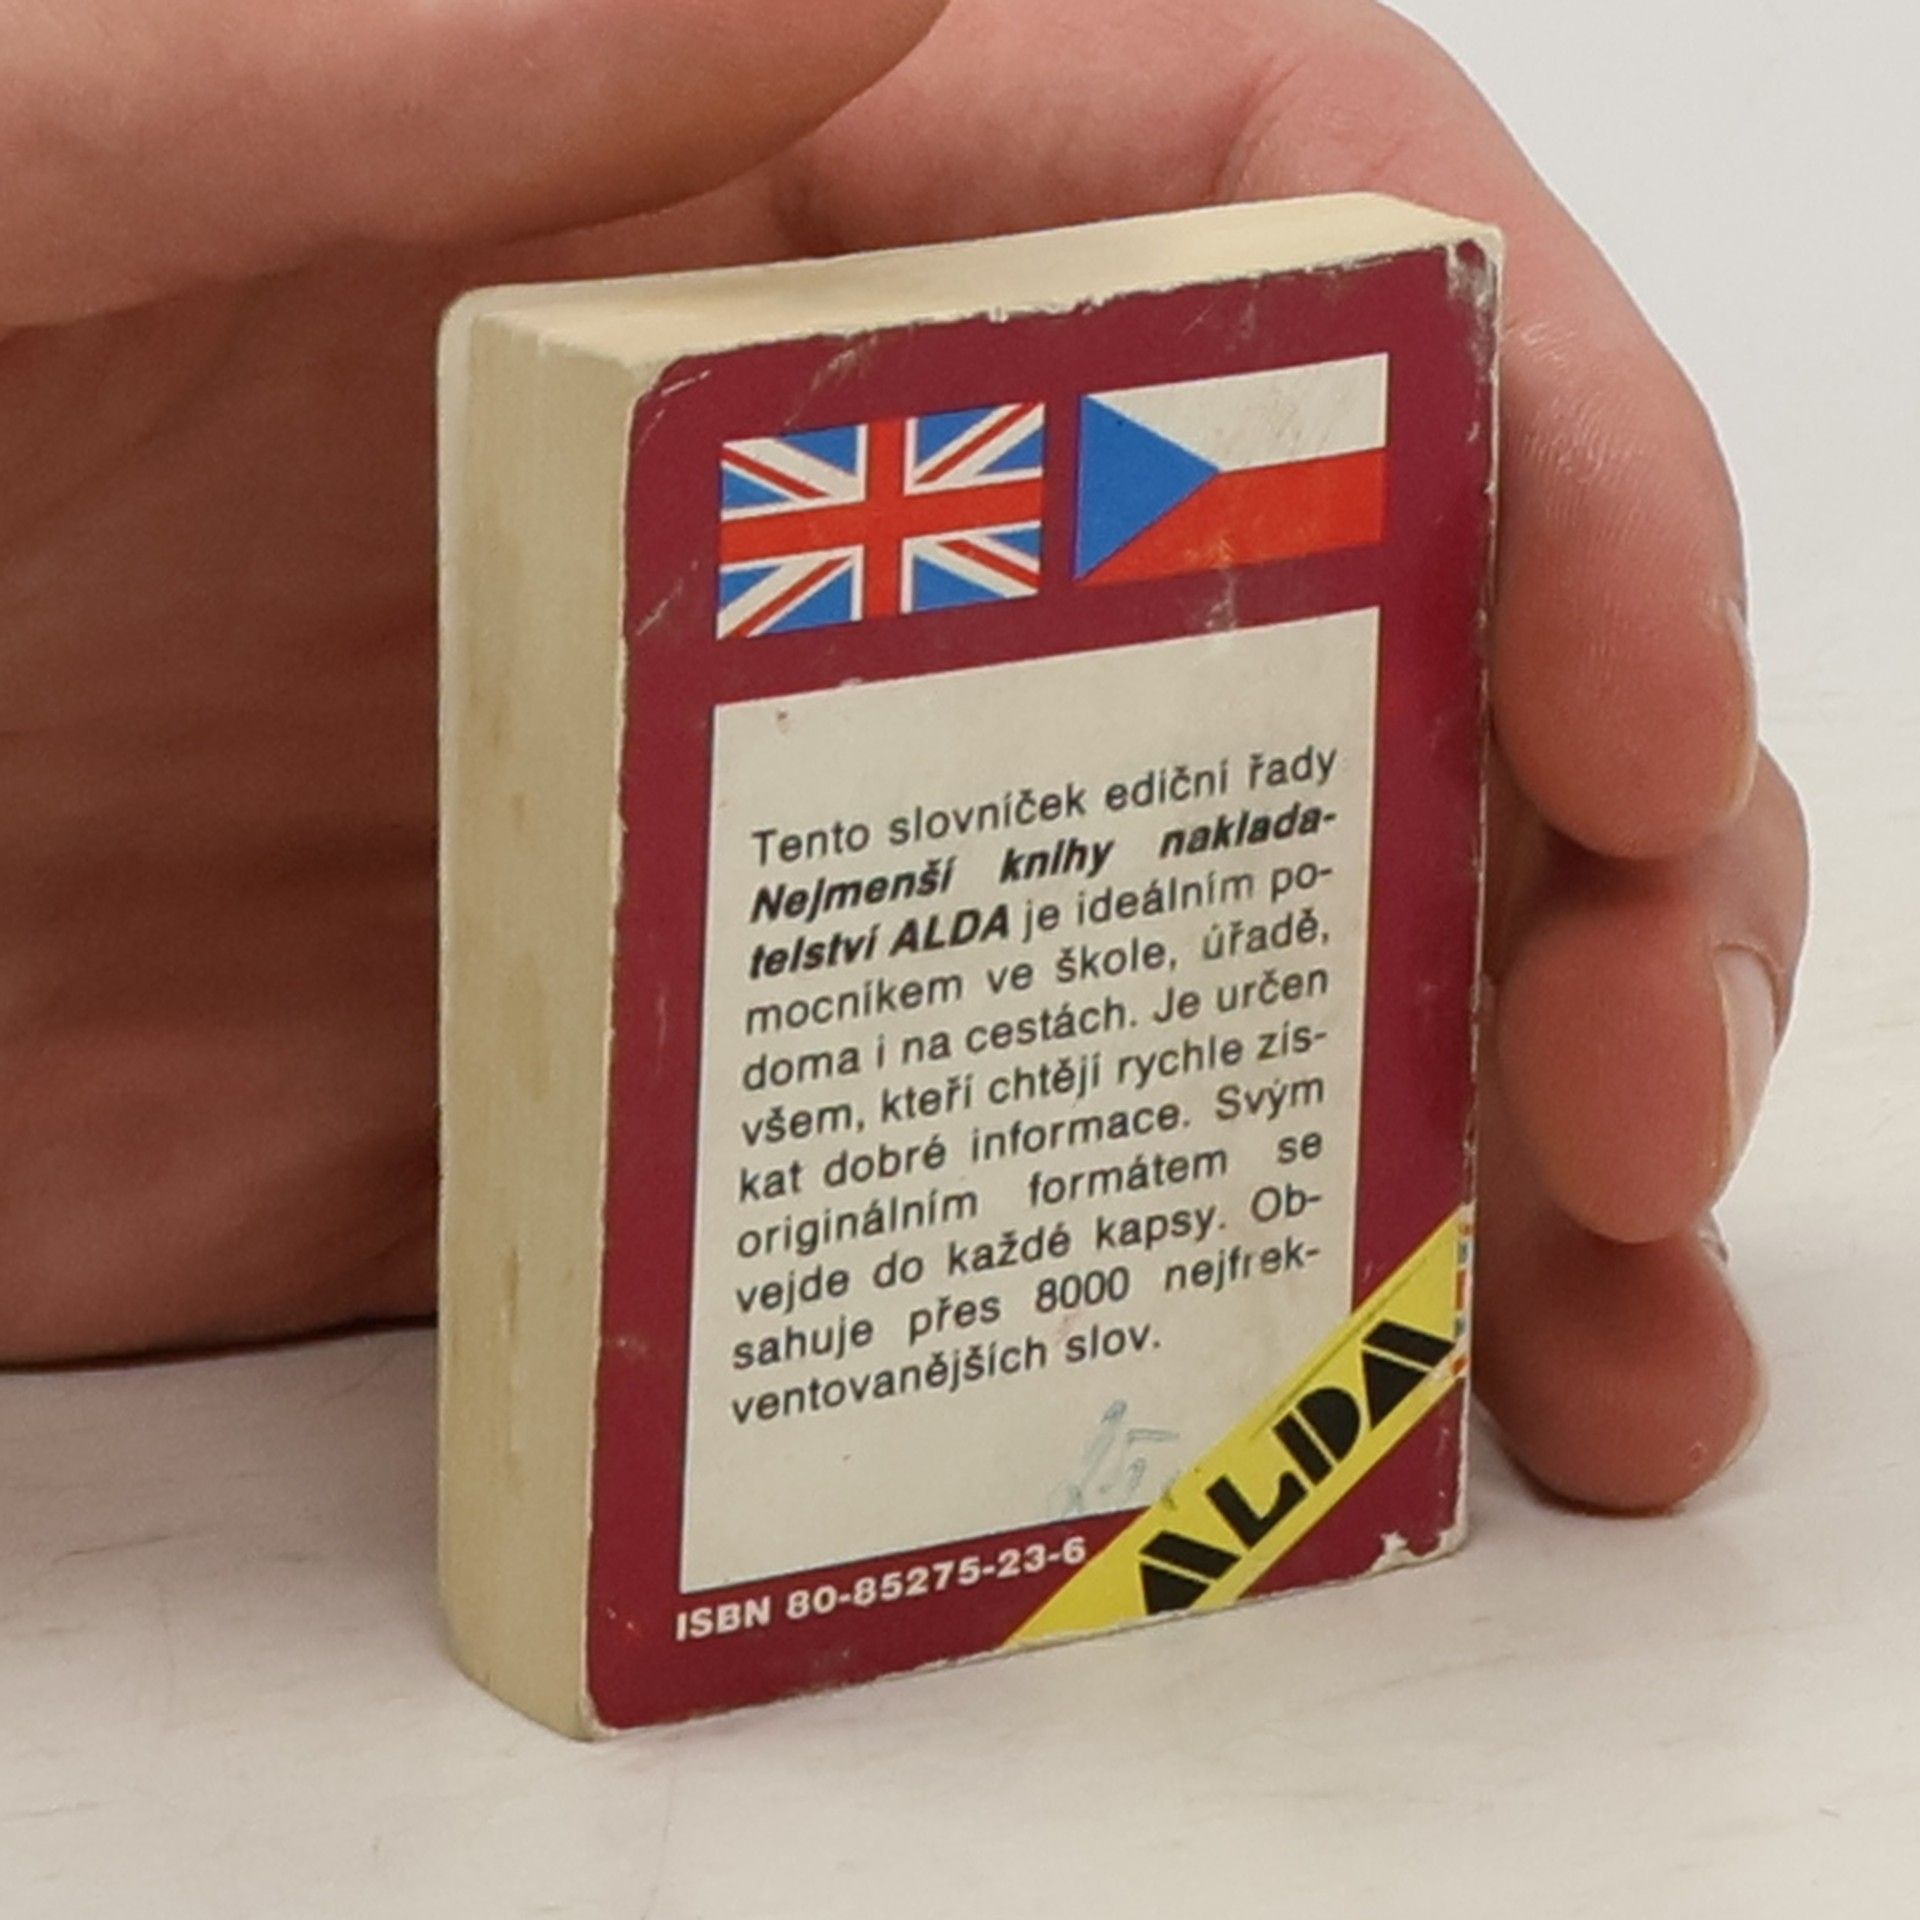 Tento slovníček ediční řady
Nejmenší knihy naklada-
telství ALDA je ideálním po-
mocníkem ve škole, úřadě,
doma i na cestách. Je určen
všem, kteří chtějí rychle zís-
kat dobré informace. Svým
originálním formátem se
vejde do každé kapsy. Ob-
sahuje přes 8000 nejfrek-
ventovanějších slov.
ISBN 80-85275-23-6
ALDA